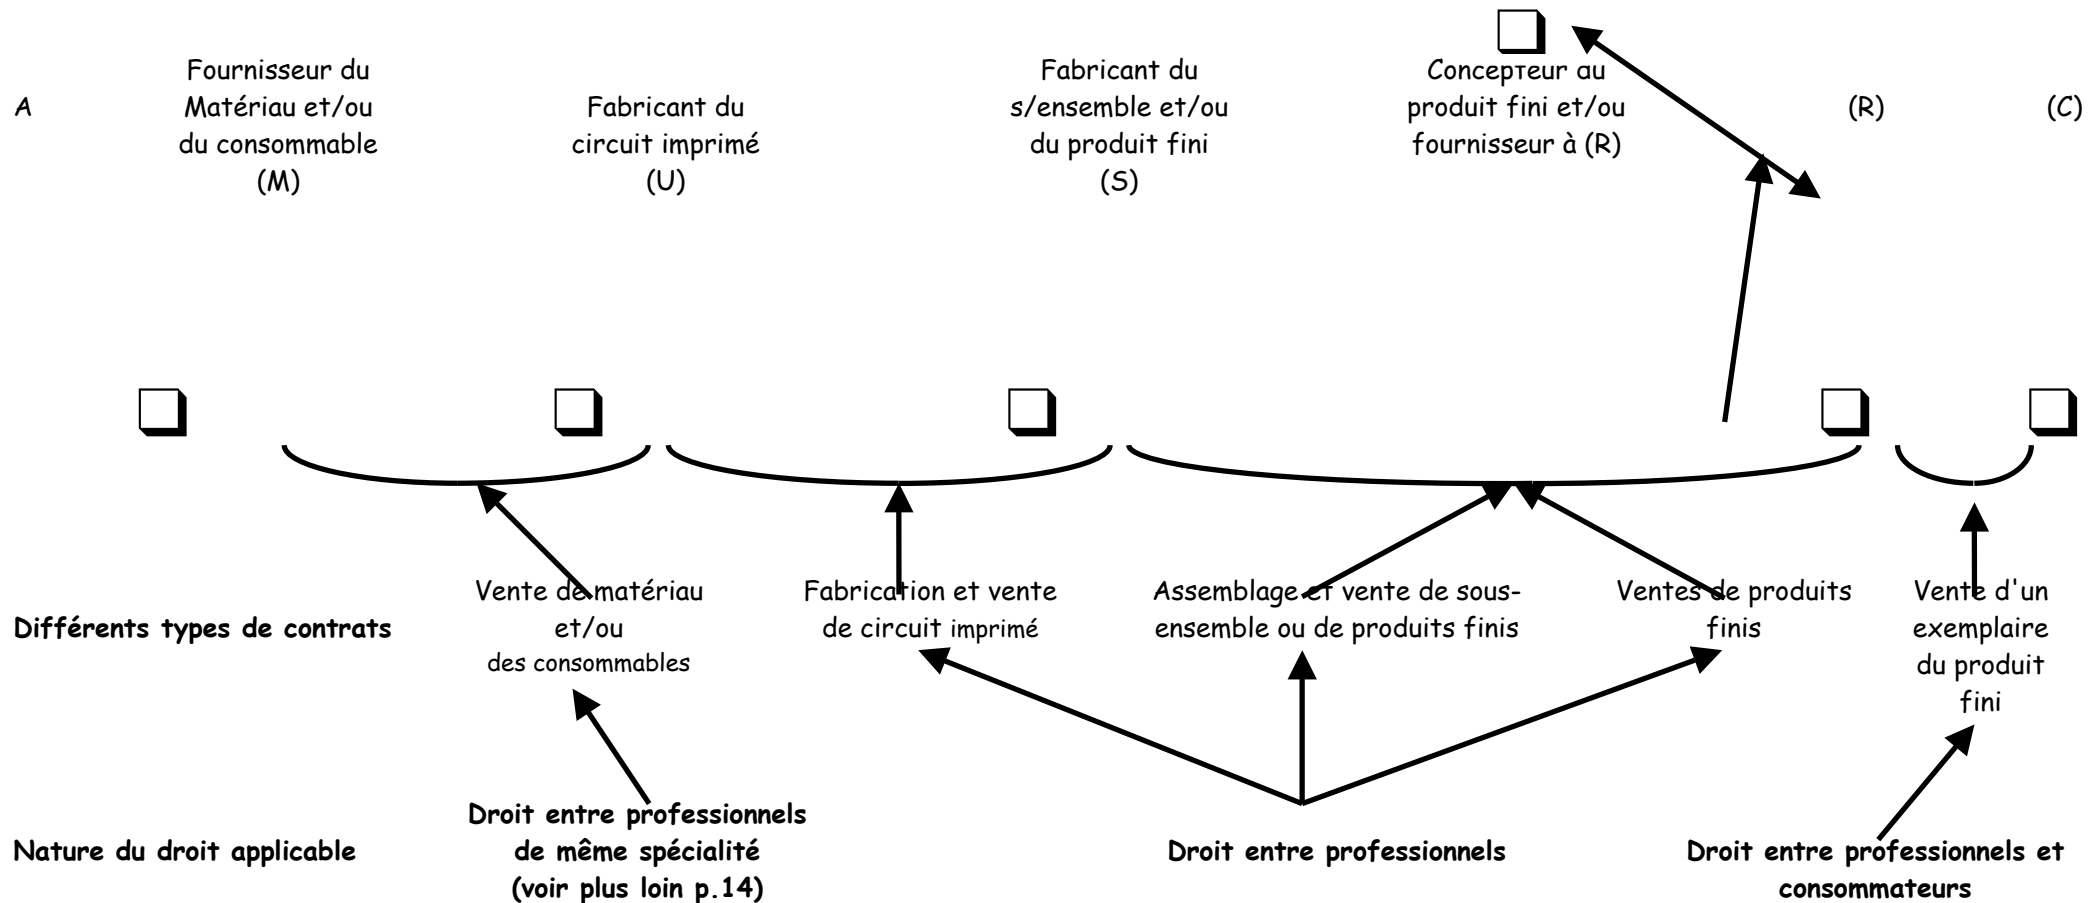 A
Fournisseur du
Matériau et/ou
du consommable
(M)
Fabricant du
circuit imprimé
(U)
Fabricant du
s/ensemble et/ou
du produit fini
(S)
Concepteur du
produit fini et/ou
fournisseur à (R)
(R)
(C)
Différents types de contrats
Vente de matériau
et/ou
des consommables
Fabrication et vente
de circuit imprimé
Assemblage et vente de sous-
ensemble ou de produits finis
Ventes de produits
finis
Vente d'un
exemplaire
du produit
fini
Nature du droit applicable
Droit entre professionnels
de même spécialité
(voir plus loin p.14)
Droit entre professionnels
Droit entre professionnels et
consommateurs